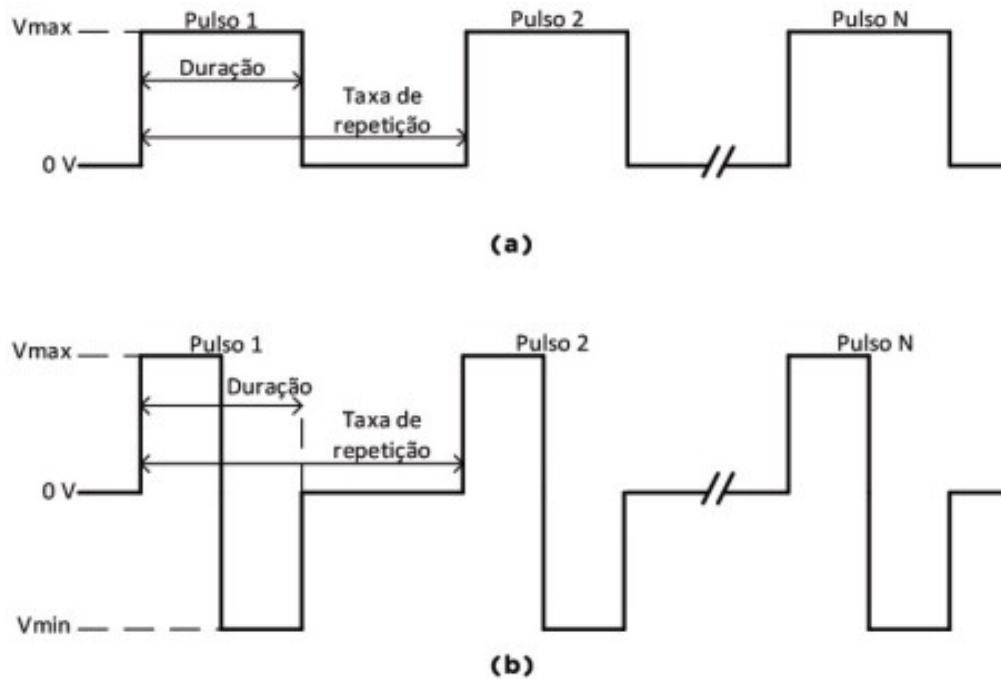 Pulso 1
Pulso 2
Pulso N
Vmax
Duração
Taxa de
repetição
0 V
(a)
Pulso 1
Pulso 2
Pulso N
Vmax
Duração
Taxa de
repetição
0 V
Vmin
(b)